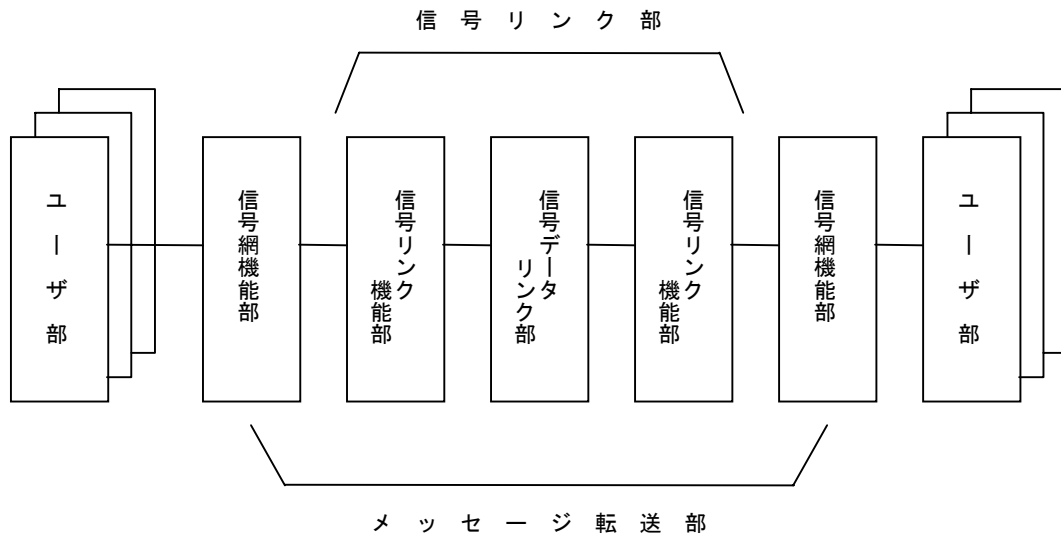 信号リンク部
ユーザ部
信号網機能部
信号リンク
機能部
信号データ
リンク部
信号リンク
機能部
信号網機能部
ユーザ部
メッセージ転送部